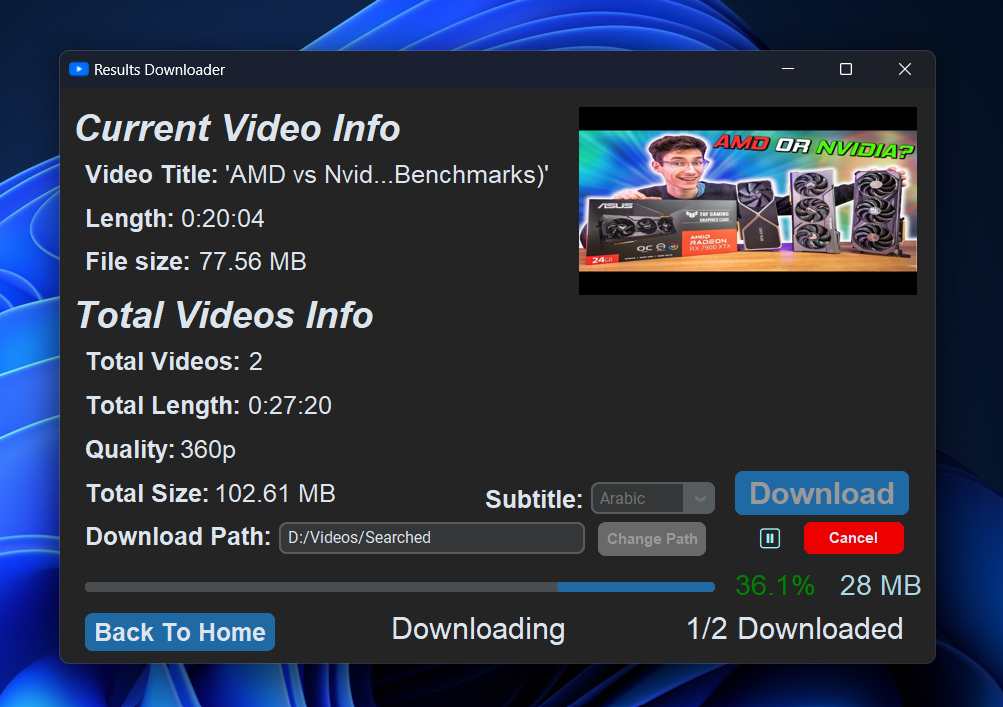 Results Downloader
Current Video Info
Video Title: 'AMD vs Nvid...Benchmarks)'
Length: 0:20:04
File size: 77.56 MB
AMD OR NVIDIA?
ASUS
TUF GAMING
GRAPHICS CARD
OC
AMD
RADEON
RX 7900 XTX
24GB
Total Videos Info
Total Videos: 2
Total Length: 0:27:20
Quality: 360p
Total Size: 102.61 MB
Subtitle: Arabic
Download
Download Path: D:/Videos/Searched
Change Path
Cancel
36.1% 28 MB
Back To Home
Downloading
1/2 Downloaded